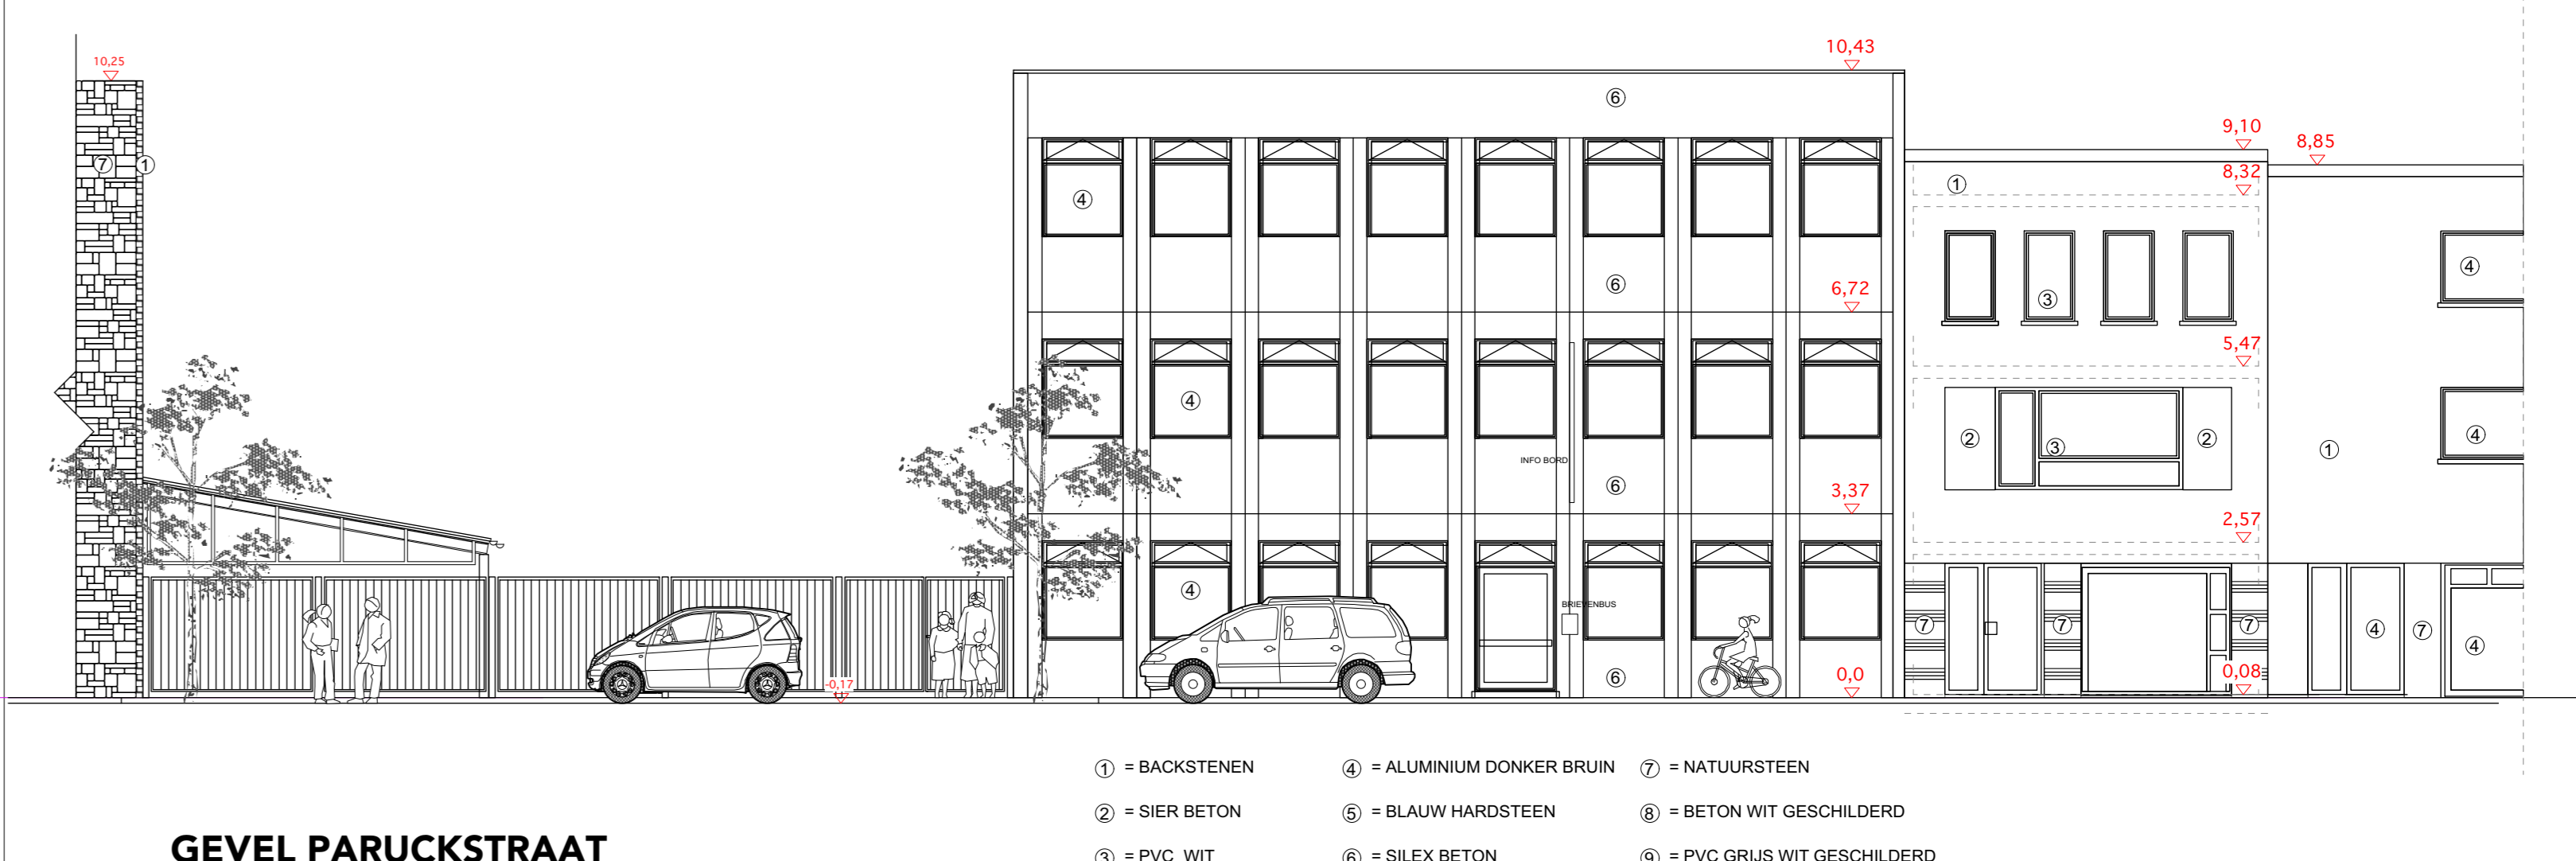 10,25
10,43
9,10
8,85
8,32
6,72
5,47
3,37
2,57
0,0
0,08
-0,17
7
1
6
4
1
3
4
6
4
6
2
3
2
4
1
INFO BORD
4
BRIEVENBUS
6
7
7
7
4
7
4
1 = BACKSTENEN
4 = ALUMINIUM DONKER BRUIN
7 = NATUURSTEEN
2 = SIER BETON
5 = BLAUW HARDSTEEN
8 = BETON WIT GESCHILDERD
3 = PVC WIT
6 = SILEX BETON
9 = PVC GRIJS WIT GESCHILDERD
GEVEL PARUCKSTRAAT